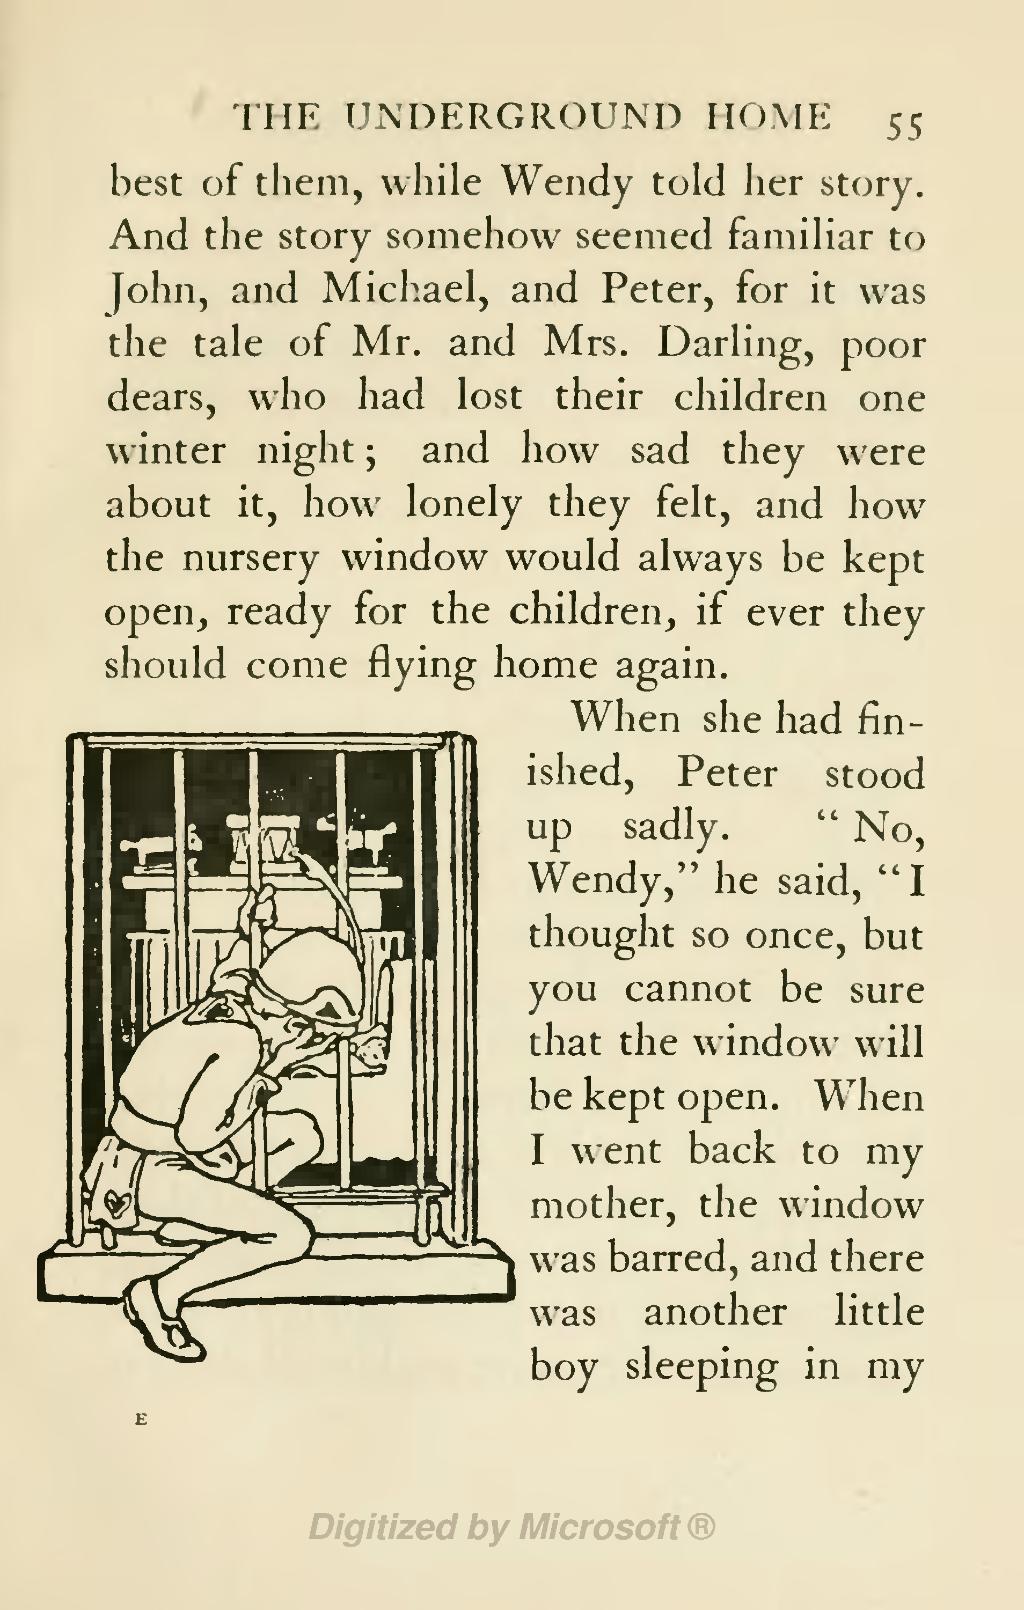 THE UNDERGROUND HOME 55
best of them, while Wendy told her story.
And the story somehow seemed familiar to
John, and Michael, and Peter, for it was
the tale of Mr. and Mrs. Darling, poor
dears, who had lost their children one
winter night; and how sad they were
about it, how lonely they felt, and how
the nursery window would always be kept
open, ready for the children, if ever they
should come flying home again.
When she had fin-
ished, Peter stood
up sadly. “No,
Wendy,” he said, “I
thought so once, but
you cannot be sure
that the window will
be kept open. When
I went back to my
mother, the window
was barred, and there
was another little
boy sleeping in my
E
Digitized by Microsoft ®